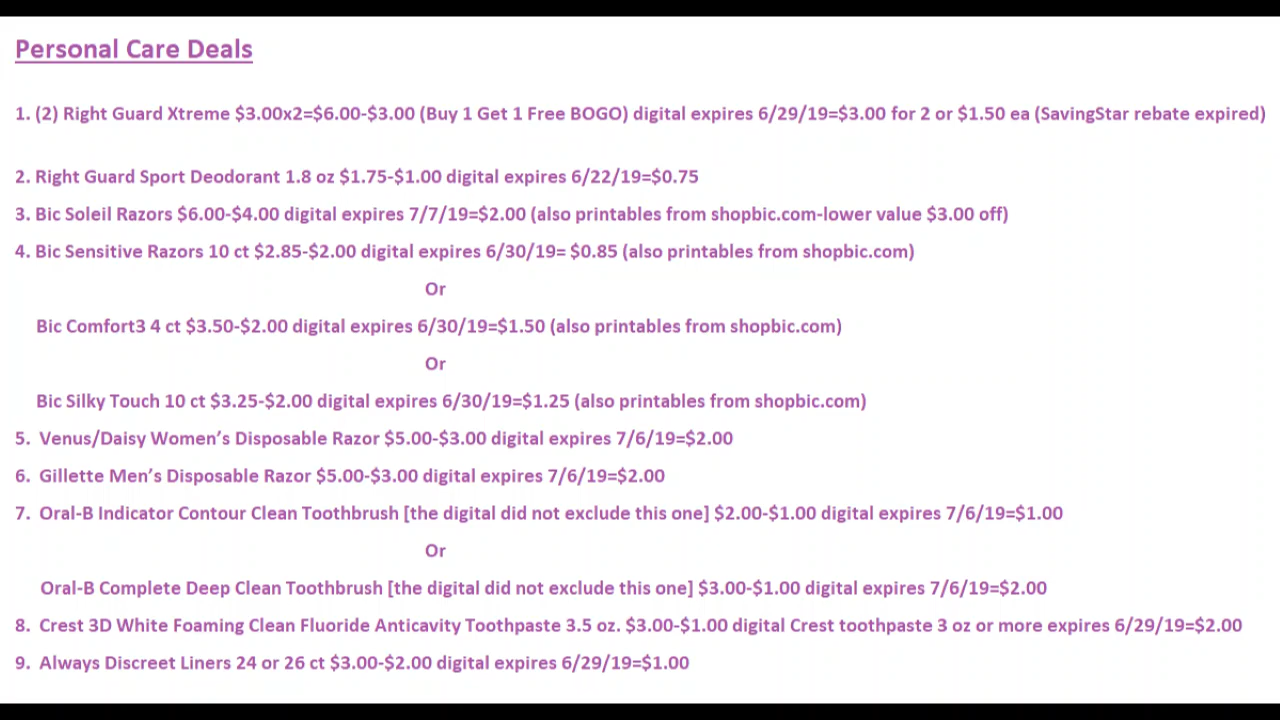 Personal Care Deals
1. (2) Right Guard Xtreme $3.00x2=$6.00-$3.00 (Buy 1 Get 1 Free BOGO) digital expires 6/29/19=$3.00 for 2 or $1.50 ea (SavingStar rebate expired)
2. Right Guard Sport Deodorant 1.8 oz $1.75-$1.00 digital expires 6/22/19=$0.75
3. Bic Soleil Razors $6.00-$4.00 digital expires 7/7/19=$2.00 (also printables from shopbic.com-lower value $3.00 off)
4. Bic Sensitive Razors 10 ct $2.85-$2.00 digital expires 6/30/19= $0.85 (also printables from shopbic.com)
Or
Bic Comfort3 4 ct $3.50-$2.00 digital expires 6/30/19=$1.50 (also printables from shopbic.com)
Or
Bic Silky Touch 10 ct $3.25-$2.00 digital expires 6/30/19=$1.25 (also printables from shopbic.com)
5. Venus/Daisy Women’s Disposable Razor $5.00-$3.00 digital expires 7/6/19=$2.00
6. Gillette Men’s Disposable Razor $5.00-$3.00 digital expires 7/6/19=$2.00
7. Oral-B Indicator Contour Clean Toothbrush [the digital did not exclude this one] $2.00-$1.00 digital expires 7/6/19=$1.00
Or
Oral-B Complete Deep Clean Toothbrush [the digital did not exclude this one] $3.00-$1.00 digital expires 7/6/19=$2.00
8. Crest 3D White Foaming Clean Fluoride Anticavity Toothpaste 3.5 oz. $3.00-$1.00 digital Crest toothpaste 3 oz or more expires 6/29/19=$2.00
9. Always Discreet Liners 24 or 26 ct $3.00-$2.00 digital expires 6/29/19=$1.00